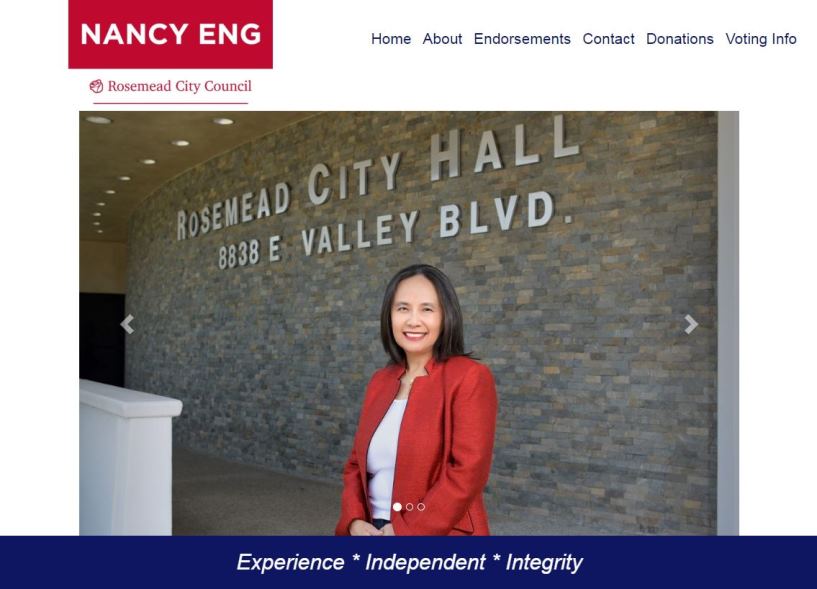 NANCY ENG
Home About Endorsements Contact Donations Voting Info
Rosemead City Council
ROSEMEAD CITY HALL
8838 E. VALLEY BLVD.
Experience * Independent * Integrity